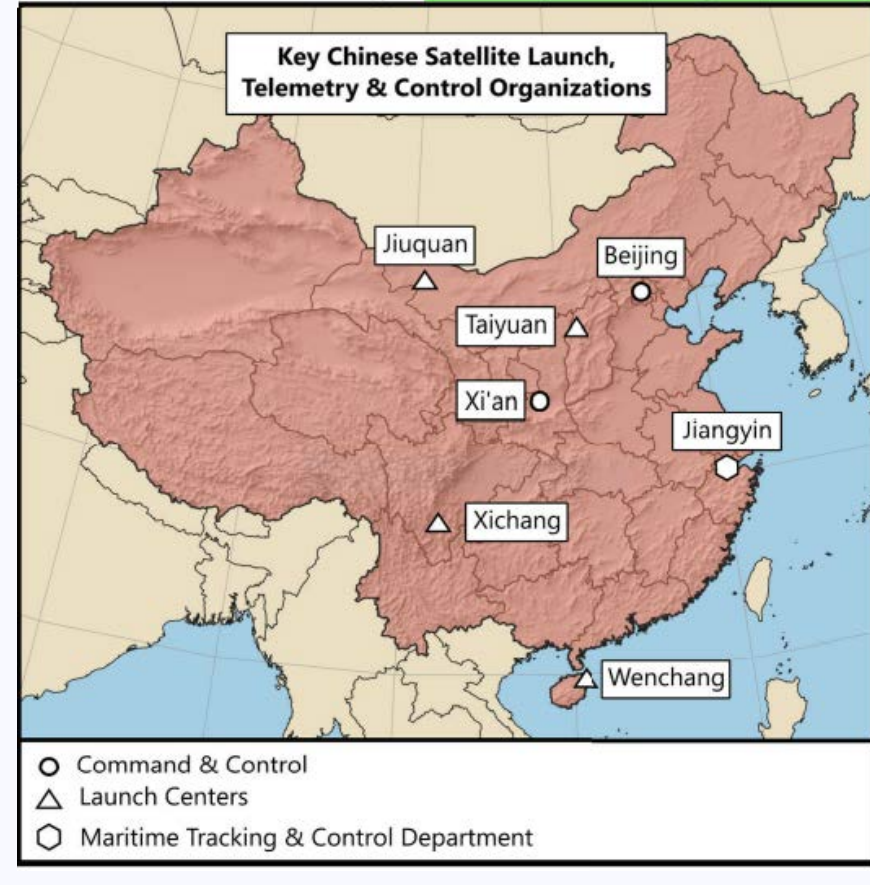 Key Chinese Satellite Launch,
Telemetry & Control Organizations
Jiuquan
Beijing
Taiyuan
Xi'an
Jiangyin
Xichang
Wenchang
Command & Control
Launch Centers
Maritime Tracking & Control Department